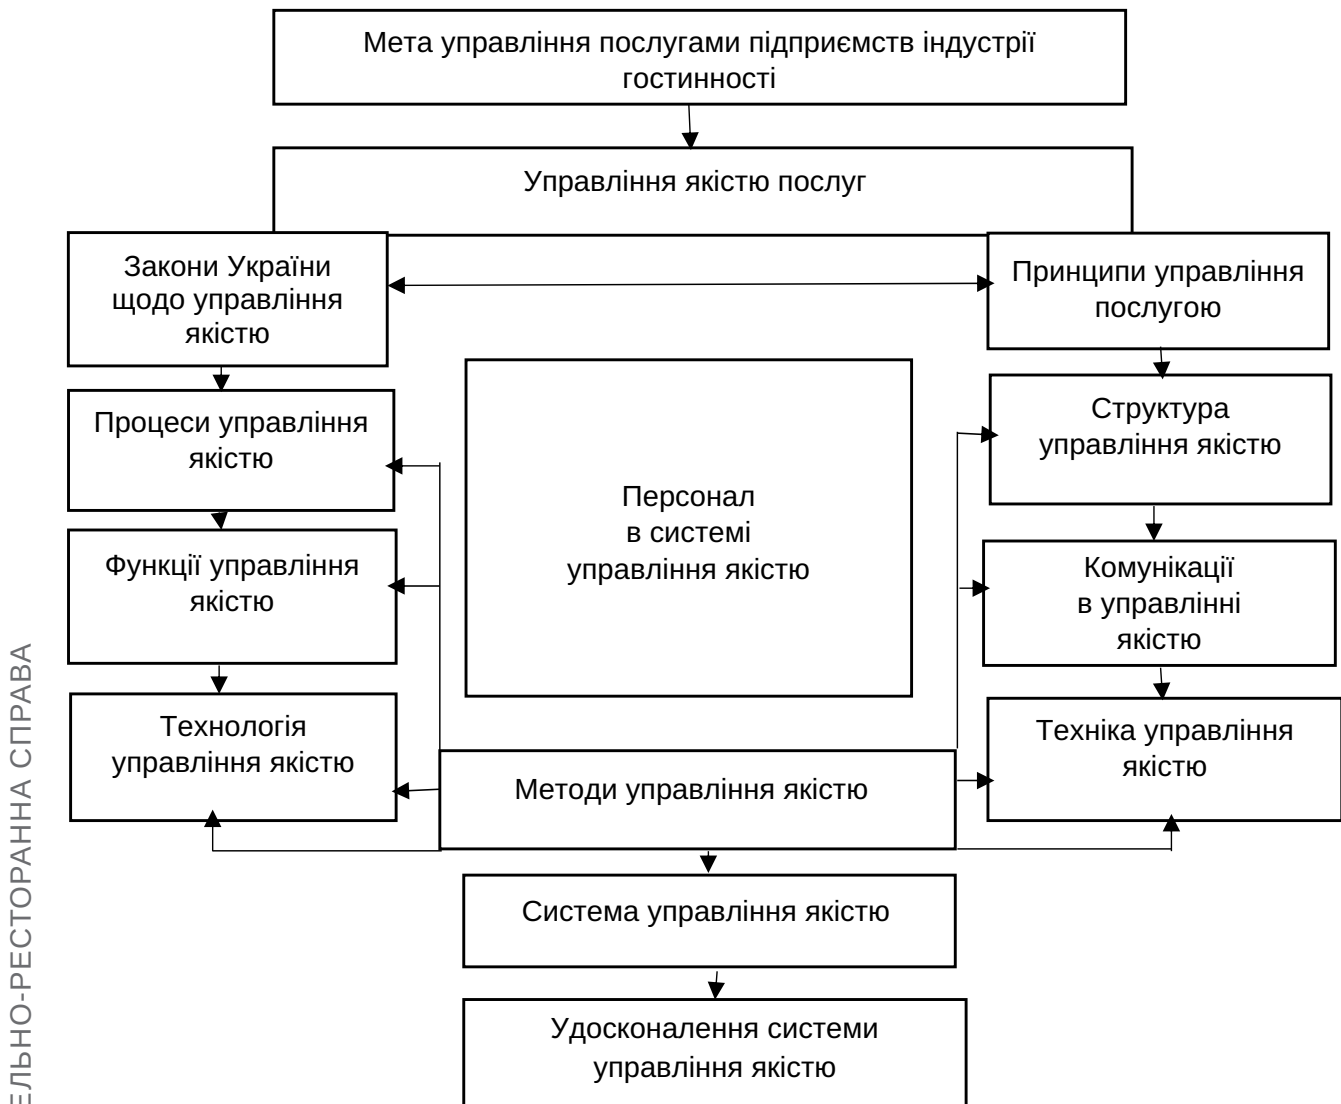 Мета управління послугами підприємств індустрії
гостинності
Управління якістю послуг
Закони України
щодо управління
якістю
Принципи управління
послугою
Процеси управління
якістю
Структура
управління якістю
Персонал
в системі
управління якістю
Функції управління
якістю
Комунікації
в управлінні
якістю
Технологія
управління якістю
Техніка управління
якістю
Методи управління якістю
Система управління якістю
Удосконалення системи
управління якістю
ЕЛЬНО-РЕСТОРАННА СПРАВА